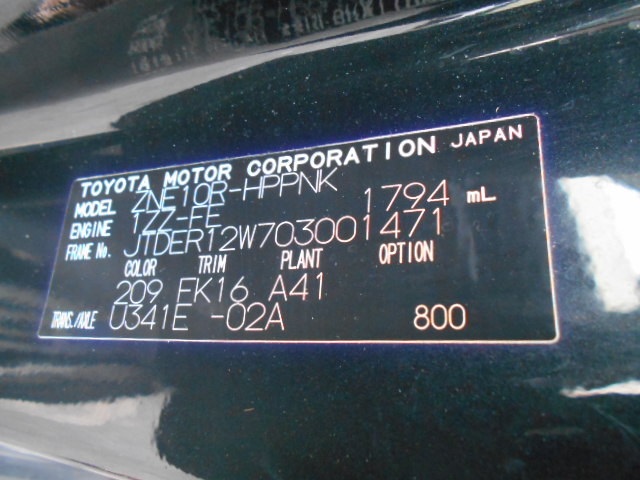 TOYOTA MOTOR CORPORATION JAPAN
MODEL ZNE10R-HPPNK
ENGINE 1ZZ-FE 1794 mL
FRAME No. JTDER12W703001471
COLOR TRIM PLANT OPTION
209 FK16 A41
TRANS./AXLE U341E -02A 800